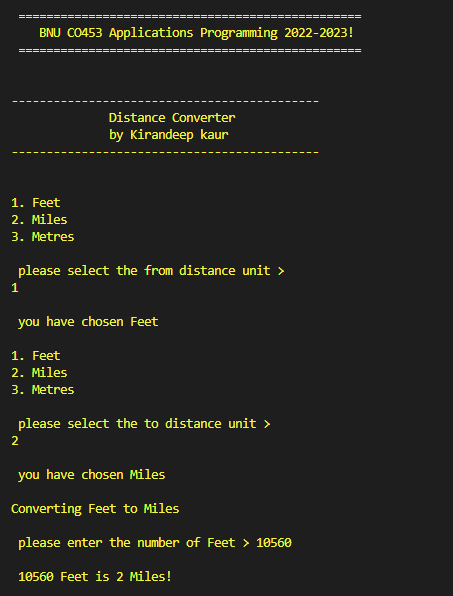 =================================================
BNU CO453 Applications Programming 2022-2023!
=================================================
--------------------------------------------
Distance Converter
by Kirandeep kaur
--------------------------------------------
1. Feet
2. Miles
3. Metres
please select the from distance unit >
1
you have chosen Feet
1. Feet
2. Miles
3. Metres
please select the to distance unit >
2
you have chosen Miles
Converting Feet to Miles
please enter the number of Feet > 10560
10560 Feet is 2 Miles!